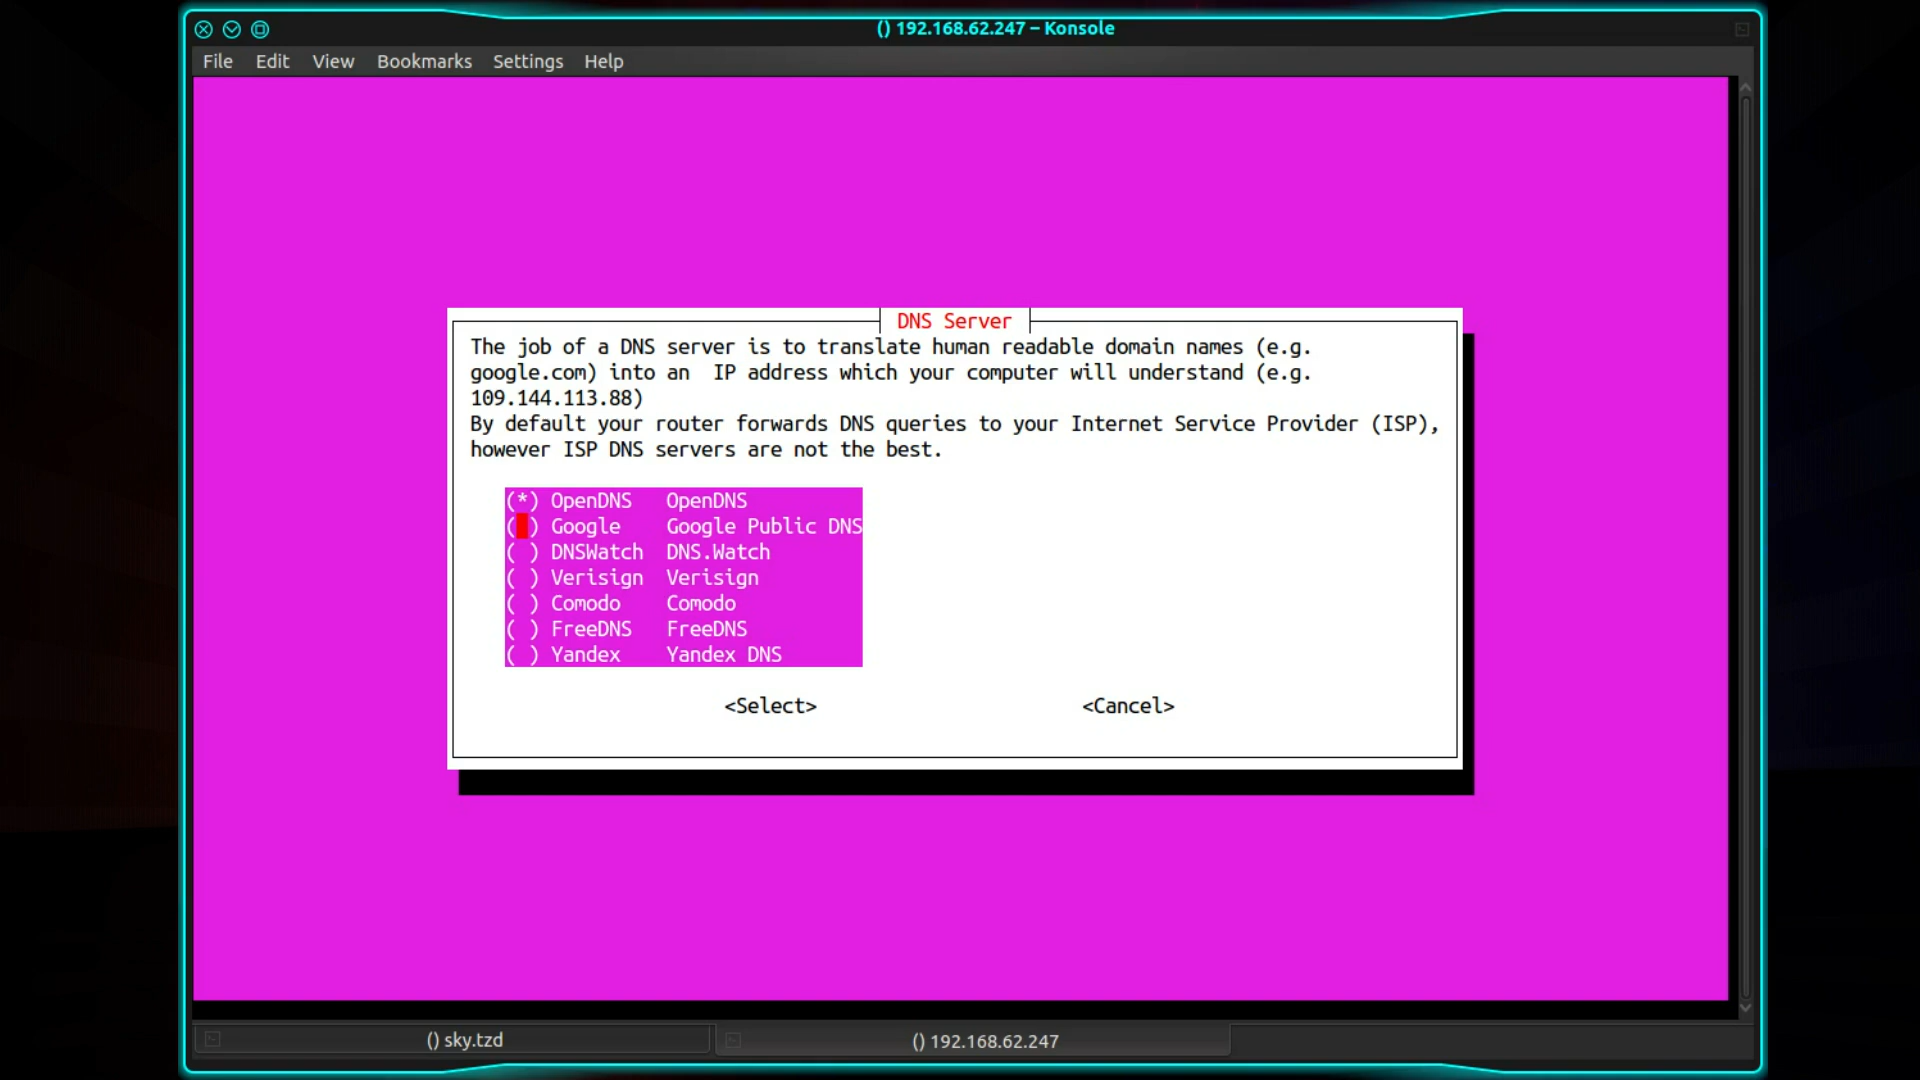 () 192.168.62.247 – Konsole
File Edit View Bookmarks Settings Help
DNS Server
The job of a DNS server is to translate human readable domain names (e.g.
google.com) into an  IP address which your computer will understand (e.g.
109.144.113.88)
By default your router forwards DNS queries to your Internet Service Provider (ISP),
however ISP DNS servers are not the best.
(*) OpenDNS   OpenDNS
( ) Google    Google Public DNS
( ) DNSWatch  DNS.Watch
( ) Verisign  Verisign
( ) Comodo    Comodo
( ) FreeDNS   FreeDNS
( ) Yandex    Yandex DNS
<Select> <Cancel>
() sky.tzd () 192.168.62.247